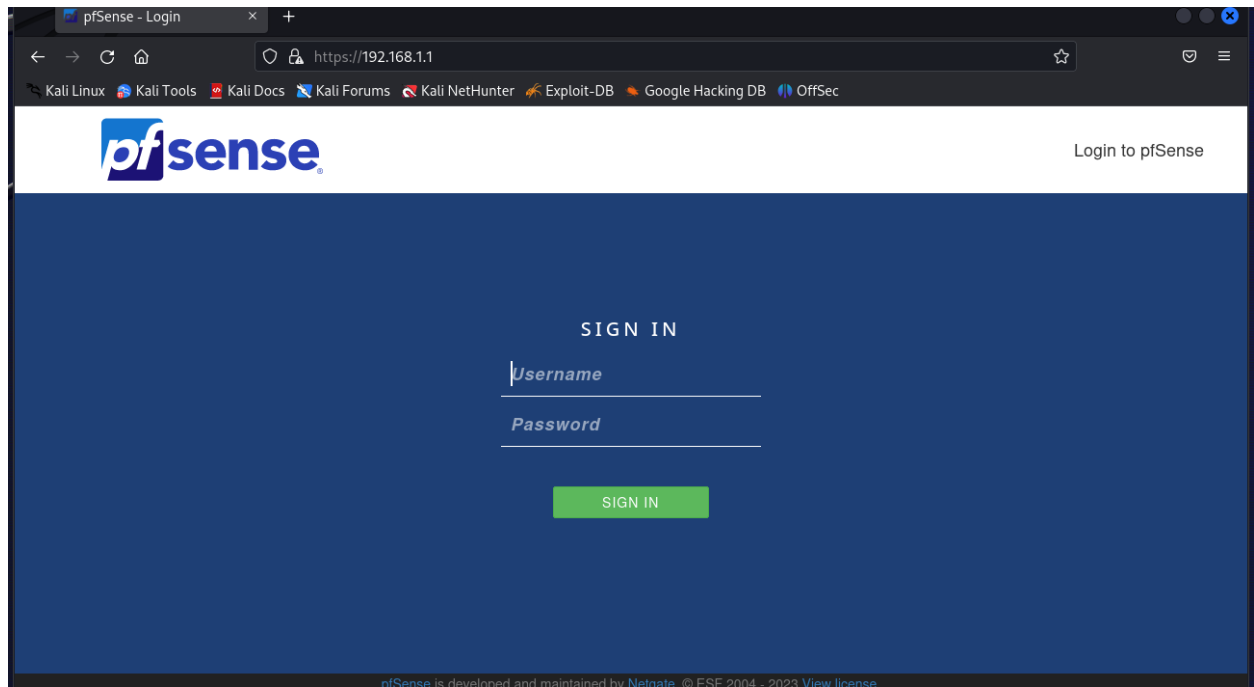 pfSense - Login
https://192.168.1.1
Kali Linux Kali Tools Kali Docs Kali Forums Kali NetHunter Exploit-DB Google Hacking DB OffSec
pfsense® Login to pfSense
SIGN IN
Username
Password
SIGN IN
pfSense is developed and maintained by Netgate. © ESF 2004 - 2023 View license